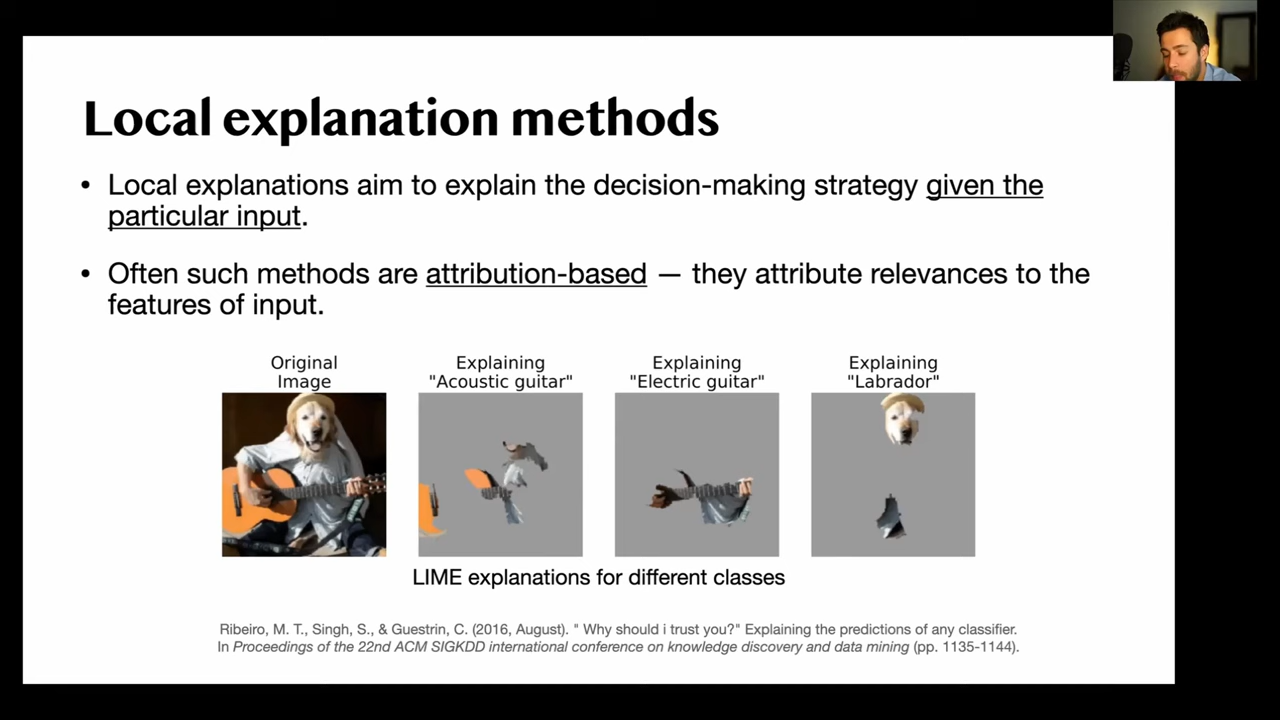 Local explanation methods
• Local explanations aim to explain the decision-making strategy given the
particular input.
• Often such methods are attribution-based — they attribute relevances to the
features of input.
Original
Image
Explaining
"Acoustic guitar"
Explaining
"Electric guitar"
Explaining
"Labrador"
LIME explanations for different classes
Ribeiro, M. T., Singh, S., & Guestrin, C. (2016, August). " Why should i trust you?" Explaining the predictions of any classifier.
In Proceedings of the 22nd ACM SIGKDD international conference on knowledge discovery and data mining (pp. 1135-1144).